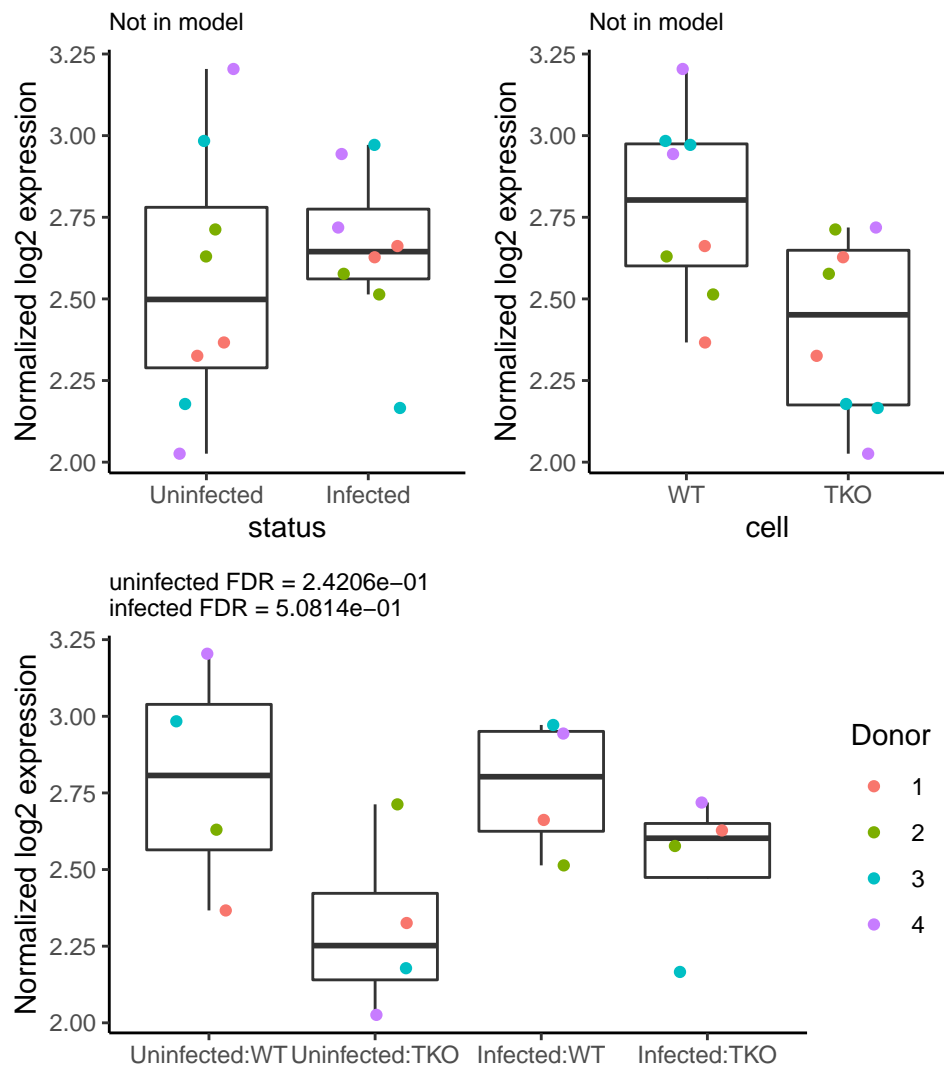 Not in model
Normalized log2 expression
3.25
3.00
2.75
2.50
2.25
2.00
Uninfected Infected
status
Not in model
Normalized log2 expression
3.25
3.00
2.75
2.50
2.25
2.00
WT TKO
cell
uninfected FDR = 2.4206e−01
infected FDR = 5.0814e−01
Normalized log2 expression
3.25
3.00
2.75
2.50
2.25
2.00
Uninfected:WT Uninfected:TKO Infected:WT Infected:TKO
Donor
1
2
3
4